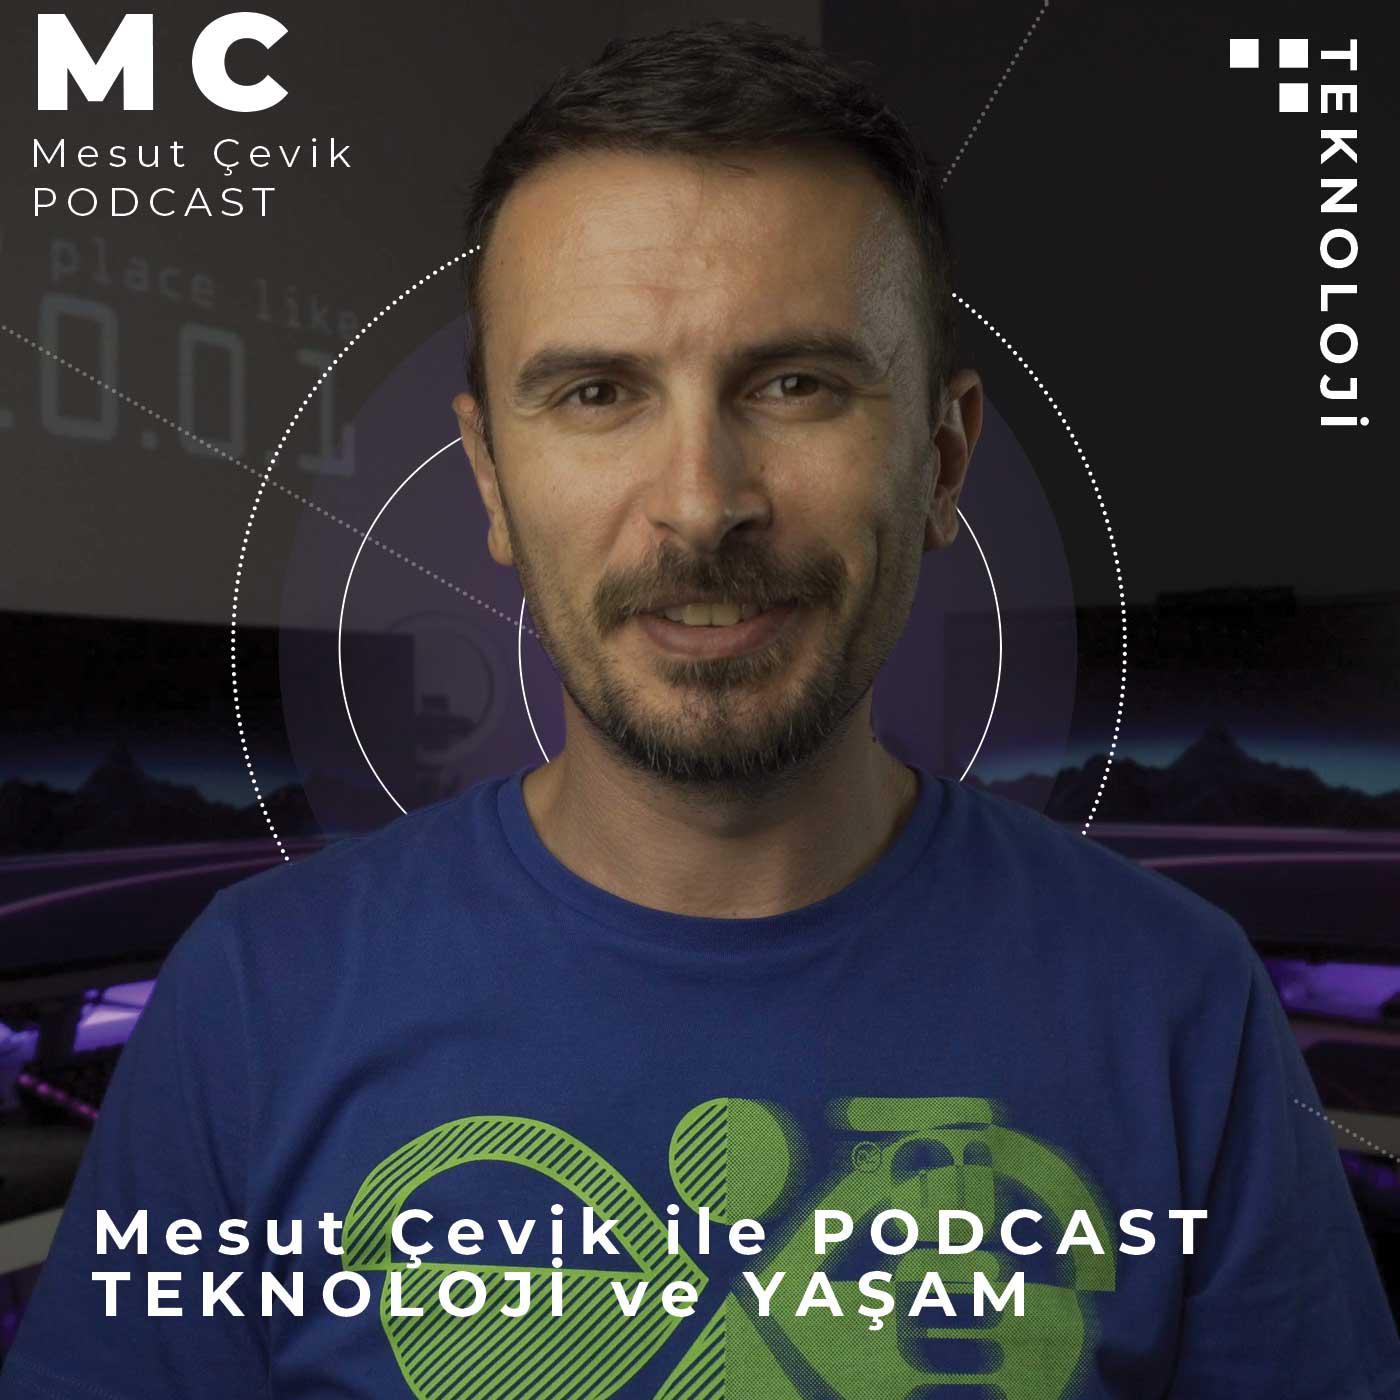 MC
Mesut Çevik
PODCAST
TEKNOLOJİ
place like
.0.0.1
Mesut Çevik ile PODCAST
TEKNOLOJİ ve YAŞAM